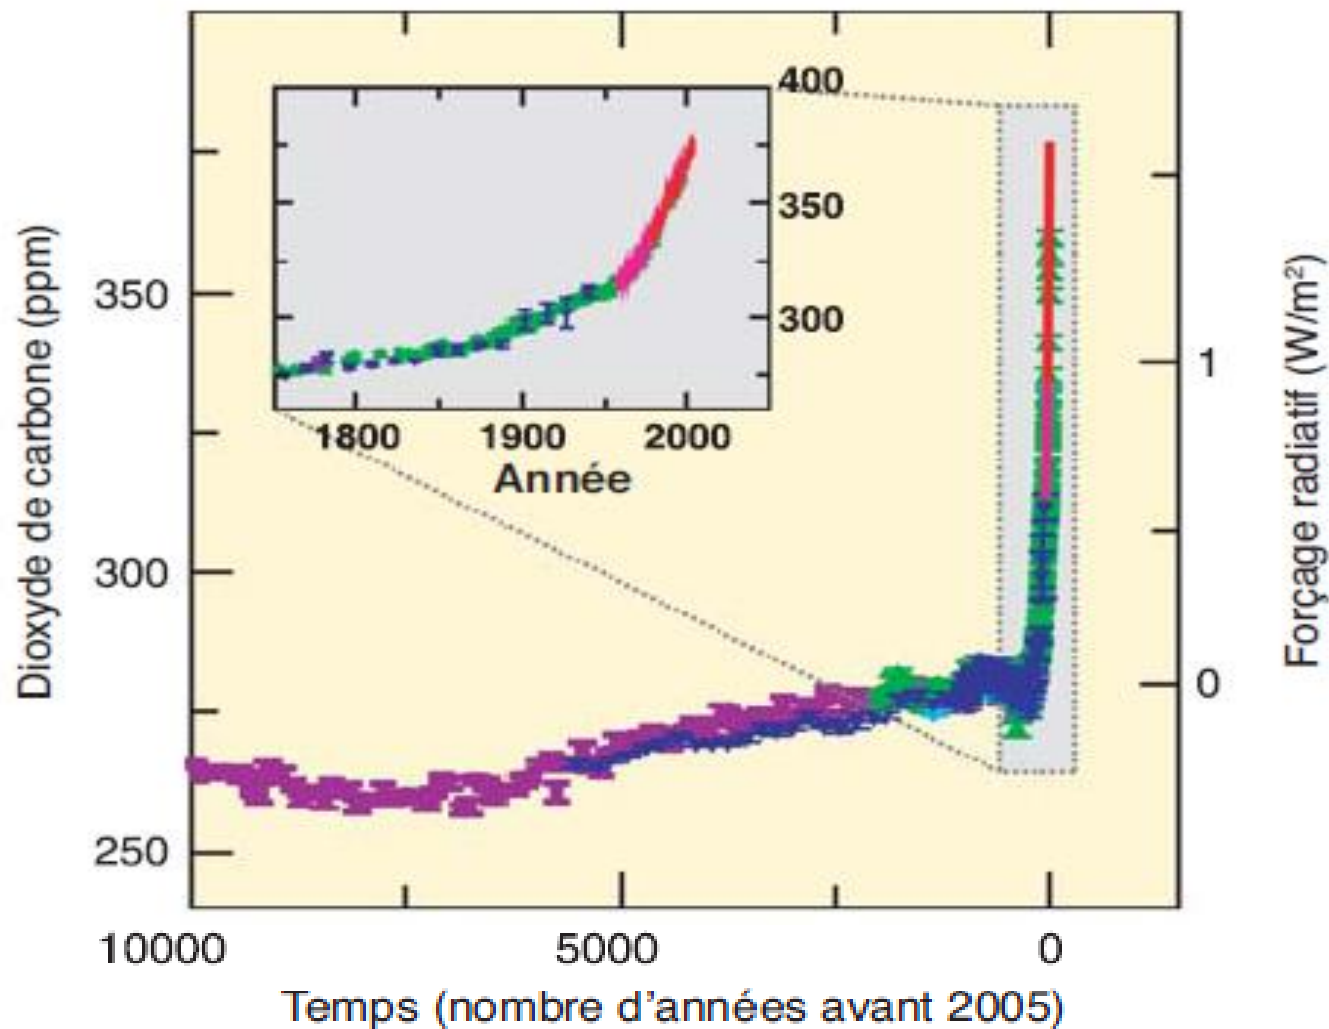 400
350
300
1800 1900 2000
Année
Dioxyde de carbone (ppm)
350
300
250
Forçage radiatif (W/m²)
1
0
10000 5000 0
Temps (nombre d'années avant 2005)